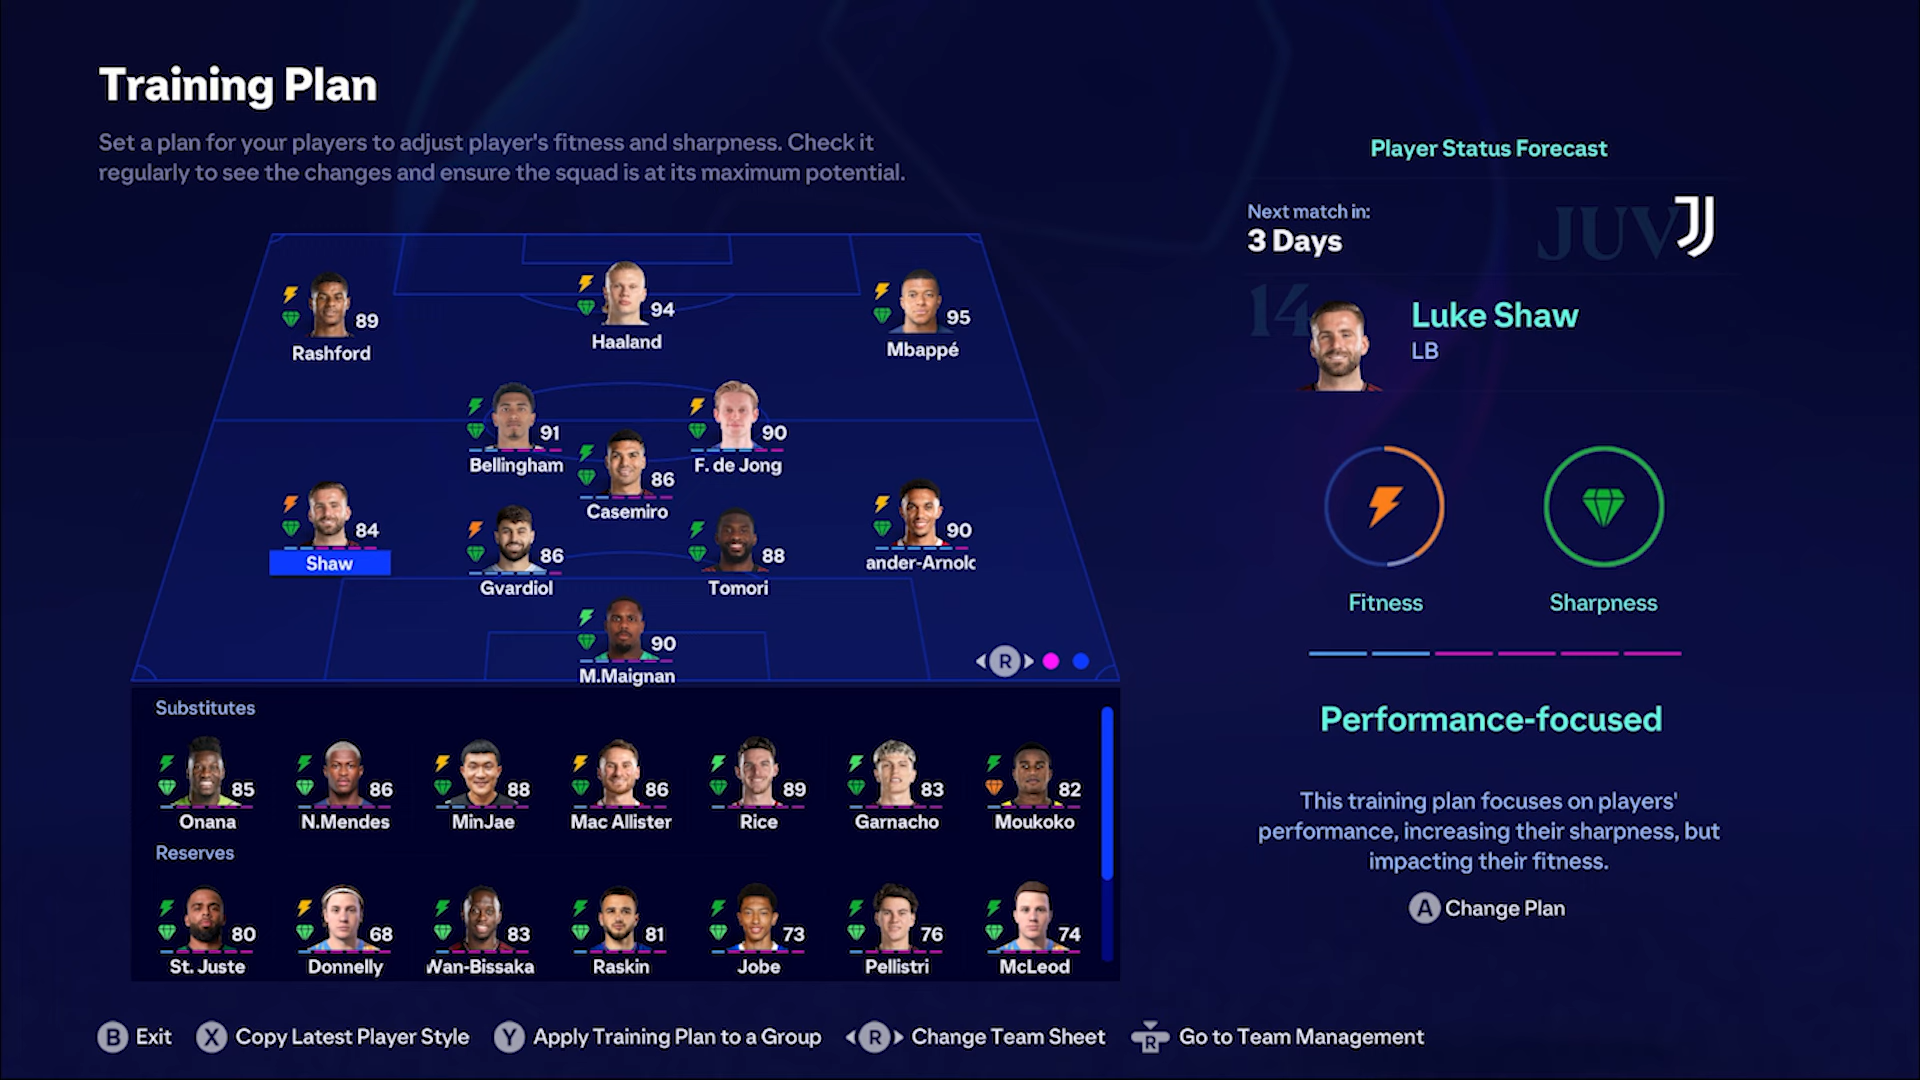 Training Plan
Set a plan for your players to adjust player's fitness and sharpness. Check it
regularly to see the changes and ensure the squad is at its maximum potential.
89
Rashford
94
Haaland
95
Mbappé
91
Bellingham
90
F. de Jong
86
Casemiro
84
Shaw
86
Gvardiol
88
Tomori
90
ander-Arnold
90
M.Maignan
R
Substitutes
85
Onana
86
N.Mendes
88
MinJae
86
Mac Allister
89
Rice
83
Garnacho
82
Moukoko
Reserves
80
St. Juste
68
Donnelly
83
Wan-Bissaka
81
Raskin
73
Jobe
76
Pellistri
74
McLeod
Player Status Forecast
Next match in:
3 Days
JUV
14
Luke Shaw
LB
Fitness
Sharpness
Performance-focused
This training plan focuses on players'
performance, increasing their sharpness, but
impacting their fitness.
A Change Plan
B Exit X Copy Latest Player Style Y Apply Training Plan to a Group R Change Team Sheet R Go to Team Management